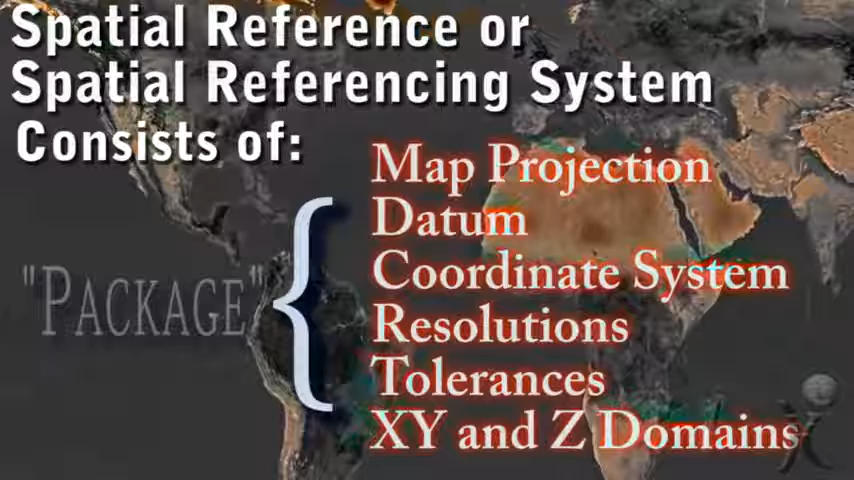 Spatial Reference or
Spatial Referencing System
Consists of:
"PACKAGE"
Map Projection
Datum
Coordinate System
Resolutions
Tolerances
XY and Z Domains